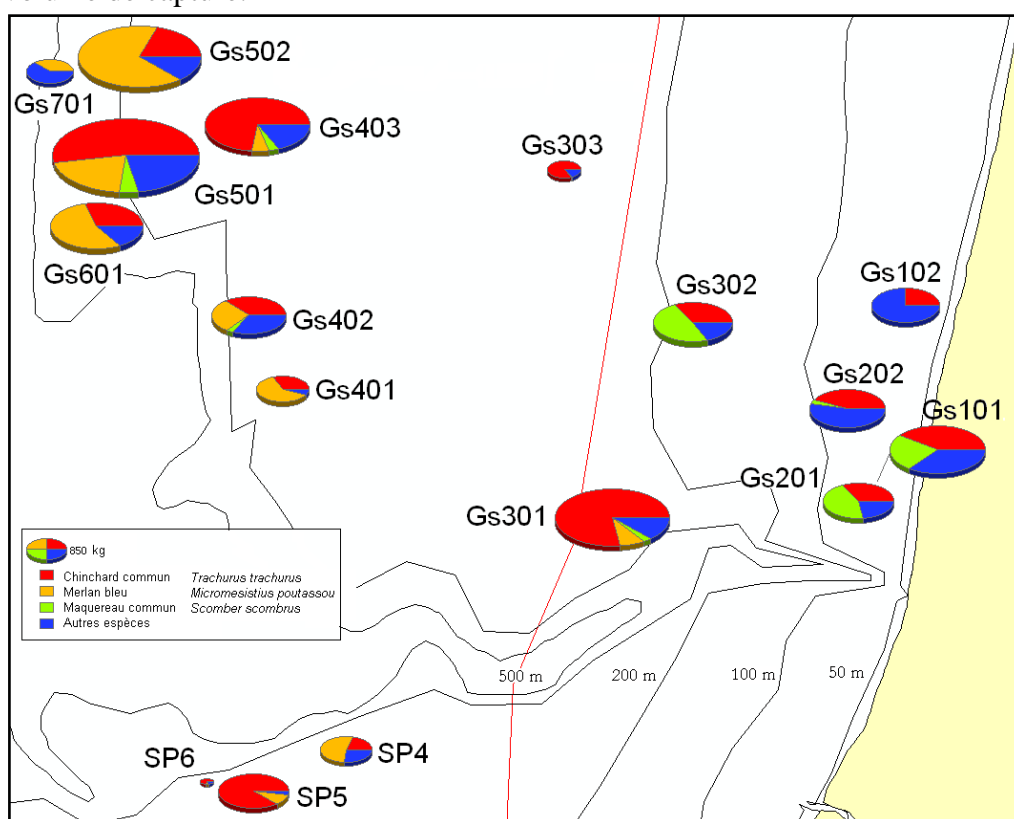 Gs502
Gs701
Gs403
Gs303
Gs501
Gs601
Gs302
Gs102
Gs402
Gs202
Gs401
Gs101
Gs201
Gs301
850 kg
Chinchard commun Trachurus trachurus
Merlan bleu Micromesistius poutassou
Maquereau commun Scomber scombrus
Autres espèces
500 m 200 m 100 m 50 m
SP6 SP4
SP5